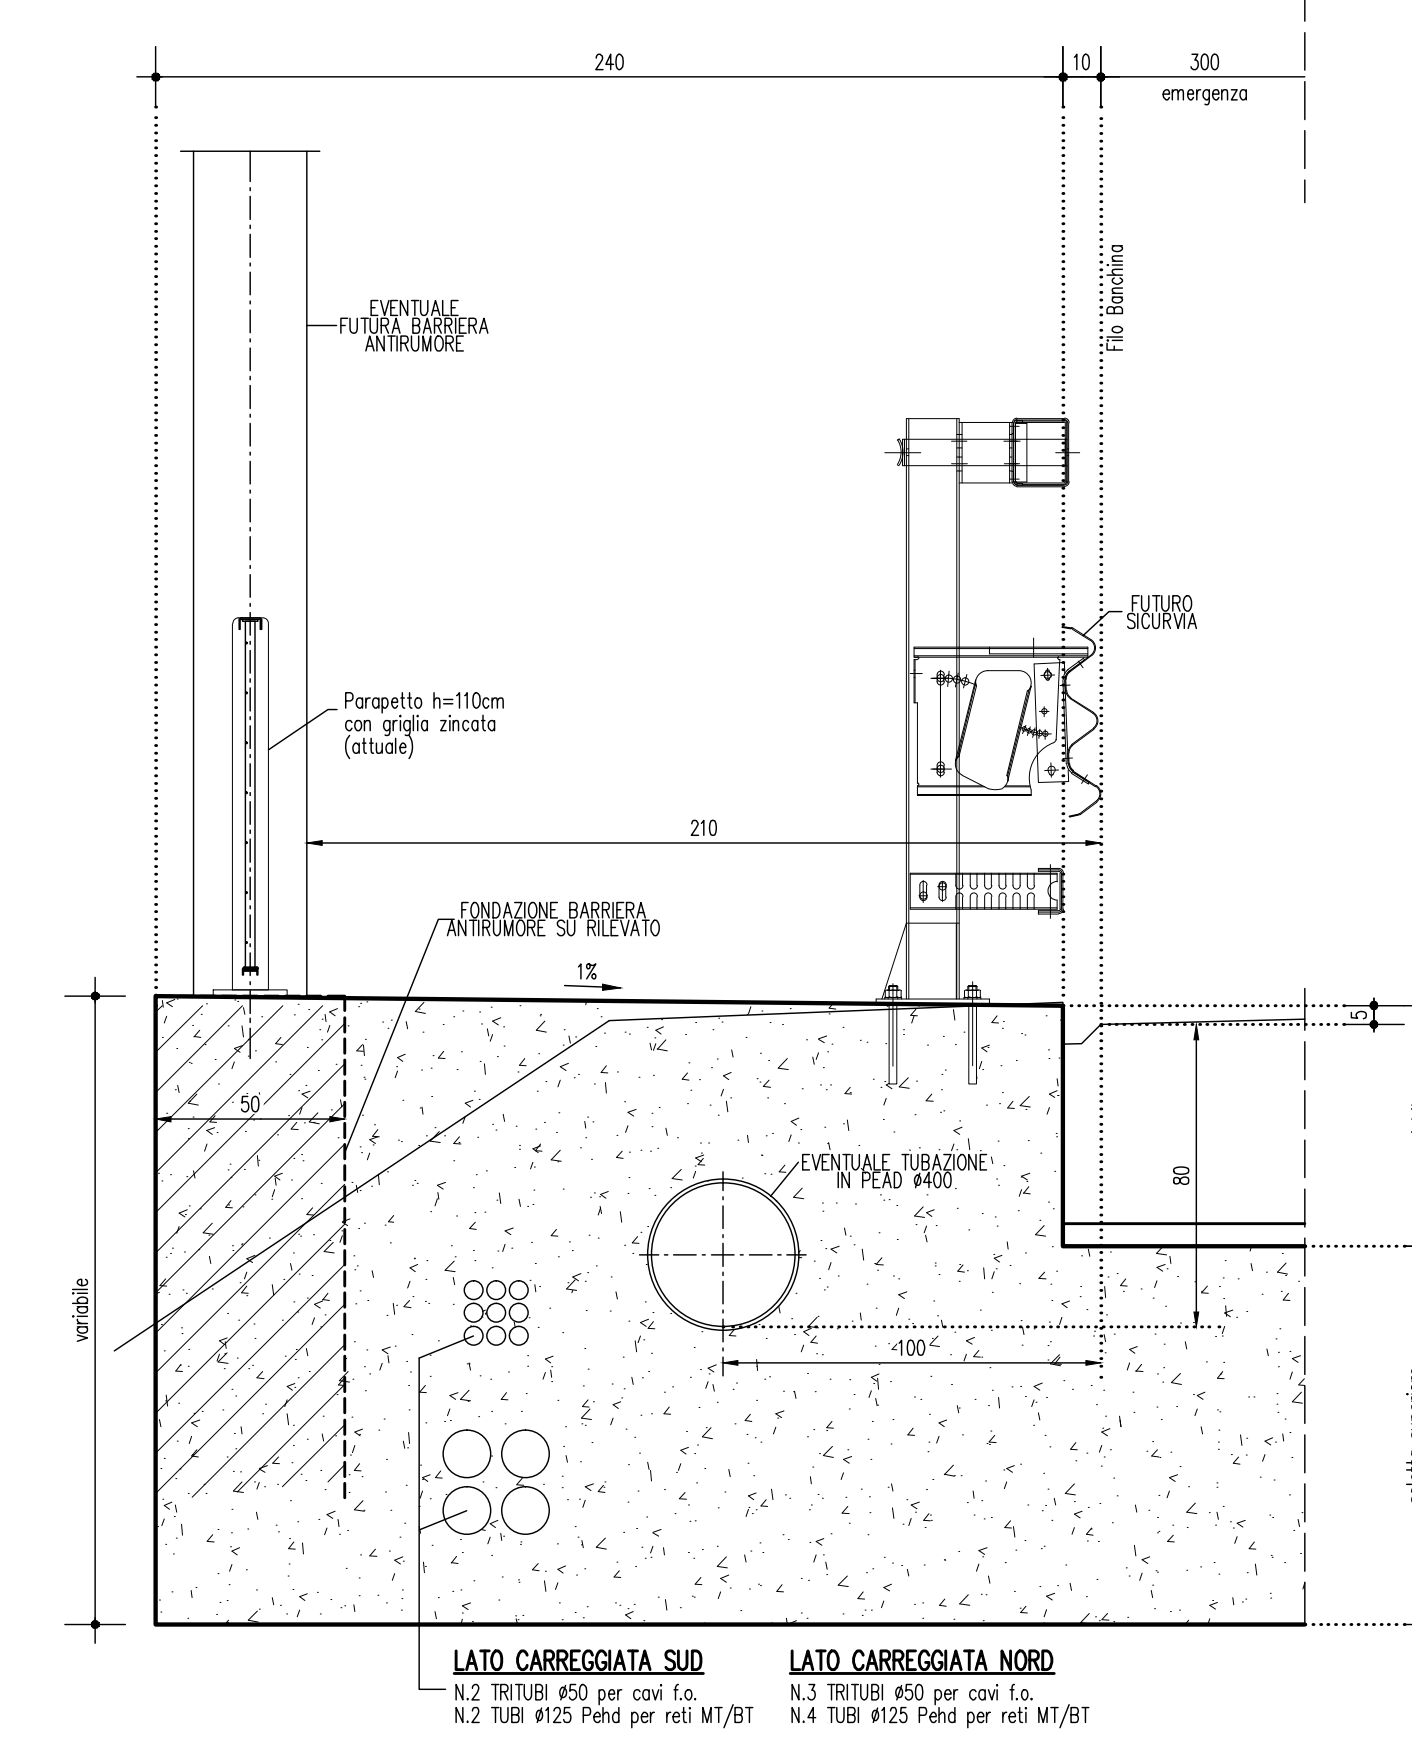 240
10
300
emergenza
Filo Banchina
EVENTUALE
FUTURA BARRIERA
ANTIRUMORE
FUTURO
SICURVIA
Parapetto h=110cm
con griglia zincata
(attuale)
210
FONDAZIONE BARRIERA
ANTIRUMORE SU RILEVATO
1%
5
50
EVENTUALE TUBAZIONE
IN PEAD ø400
80
variabile
100
LATO CARREGGIATA SUD
N.2 TRITUBI ø50 per cavi f.o.
N.2 TUBI ø125 Pehd per reti MT/BT
LATO CARREGGIATA NORD
N.3 TRITUBI ø50 per cavi f.o.
N.4 TUBI ø125 Pehd per reti MT/BT